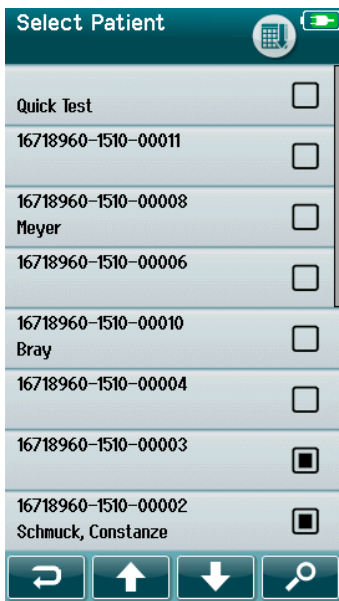 Select Patient
Quick Test
16718960-1510-00011
16718960-1510-00008
Meyer
16718960-1510-00006
16718960-1510-00010
Bray
16718960-1510-00004
16718960-1510-00003
16718960-1510-00002
Schmuck, Constanze